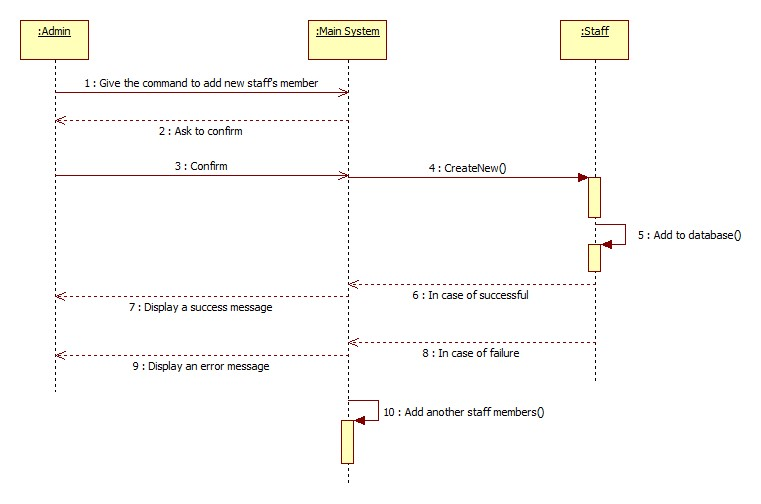 :Admin
:Main System
:Staff
1 : Give the command to add new staff's member
2 : Ask to confirm
3 : Confirm
4 : CreateNew()
5 : Add to database()
6 : In case of successful
7 : Display a success message
8 : In case of failure
9 : Display an error message
10 : Add another staff members()